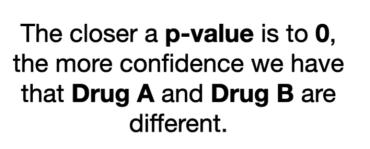 The closer a p-value is to 0,
the more confidence we have
that Drug A and Drug B are
different.